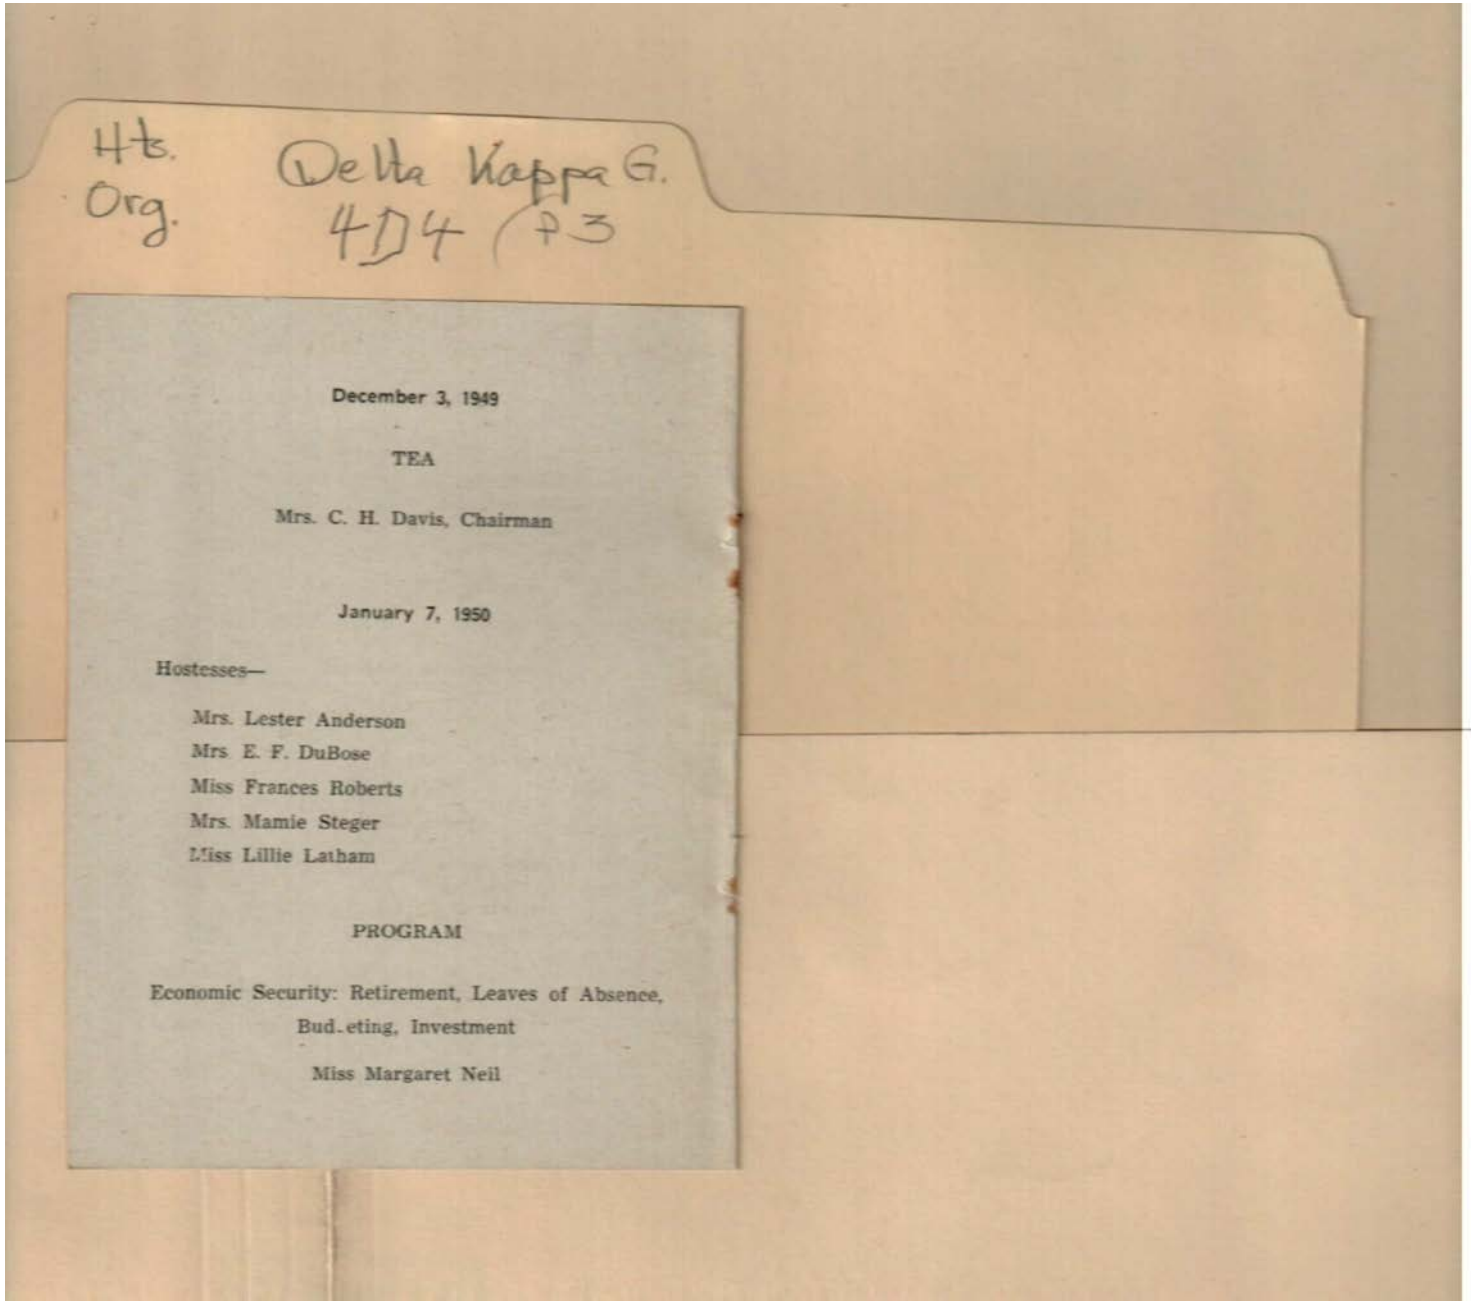 Hts.
Org.
Delta Kappa G.
4D4 (P3
December 3, 1949
TEA
Mrs. C. H. Davis, Chairman
January 7, 1950
Hostesses—
Mrs. Lester Anderson
Mrs E. F. DuBose
Miss Frances Roberts
Mrs. Mamie Steger
Miss Lillie Latham
PROGRAM
Economic Security: Retirement, Leaves of Absence,
Bud eting, Investment
Miss Margaret Neil